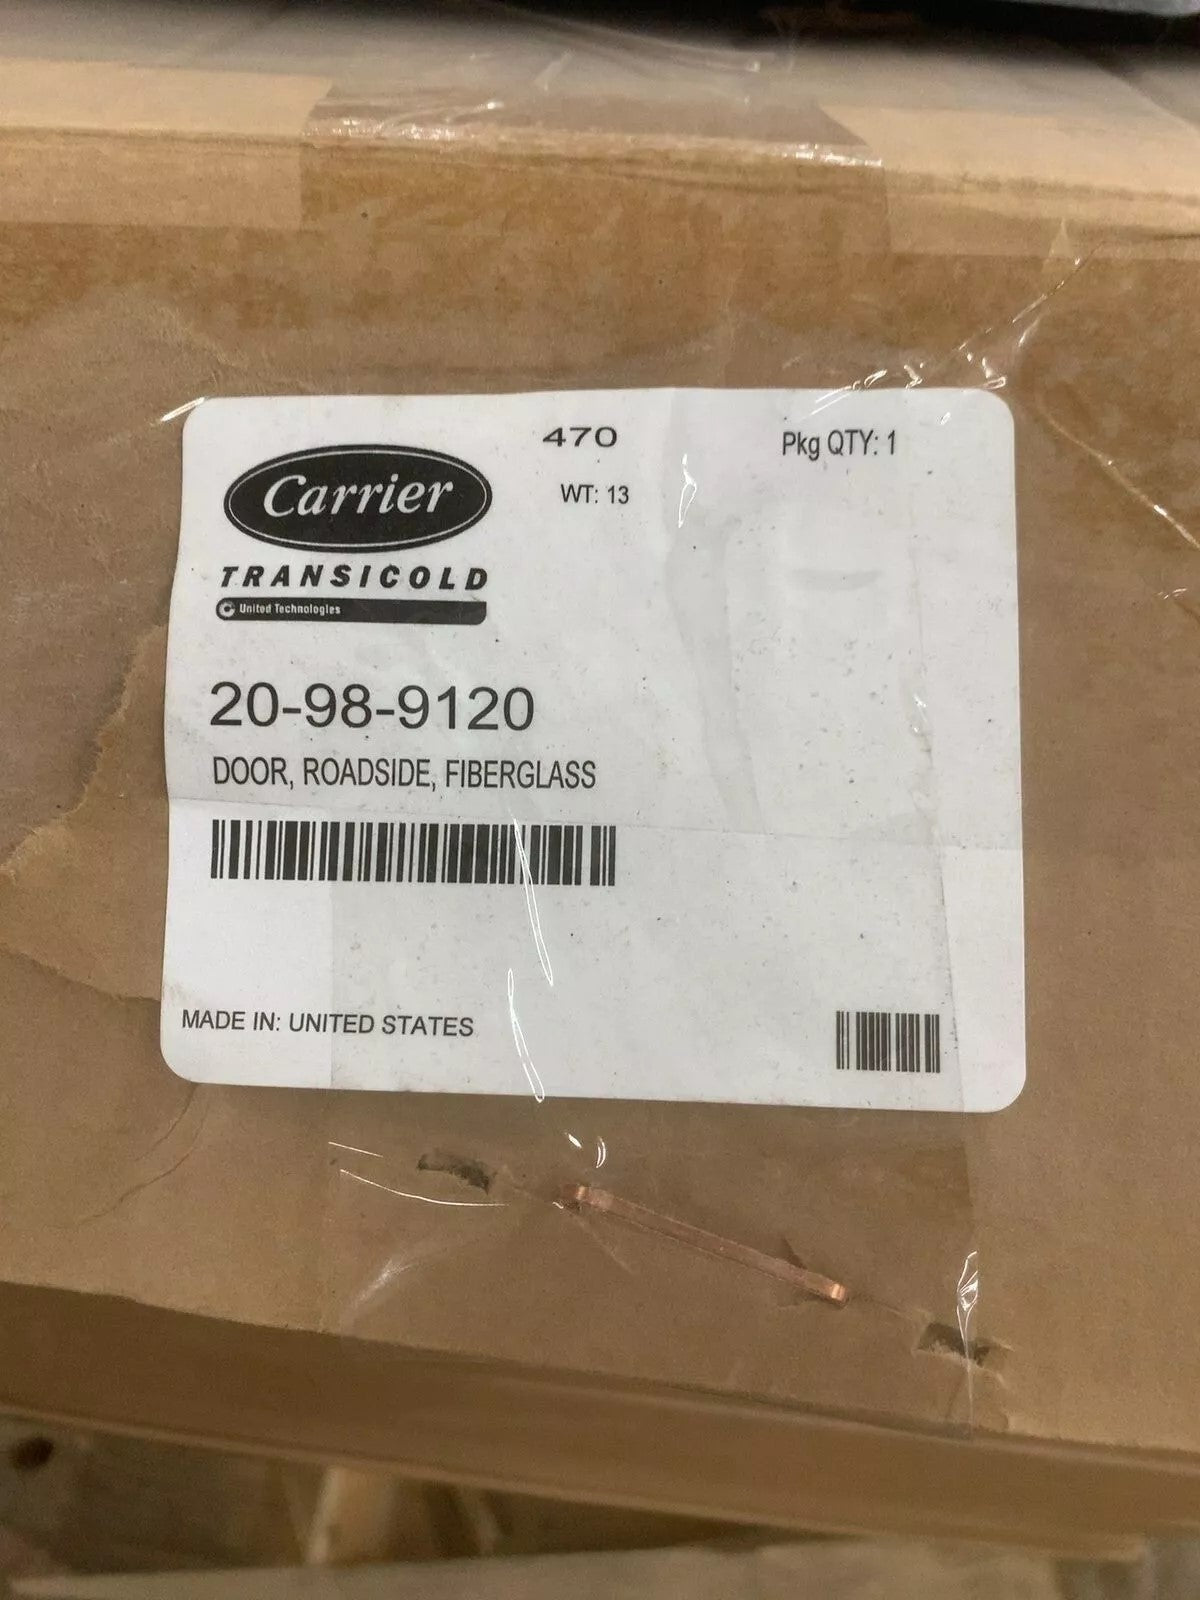 470
Pkg QTY: 1
Carrier
WT: 13
TRANSICOLD
United Technologies
20-98-9120
DOOR, ROADSIDE, FIBERGLASS
MADE IN: UNITED STATES